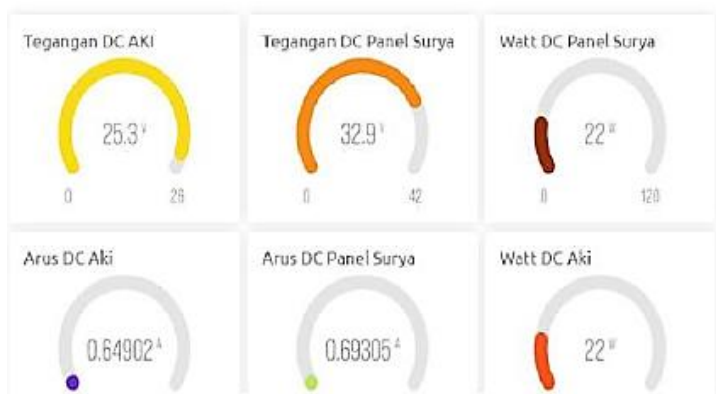 Tegangan DC AKI
Tegangan DC Panel Surya
Watt DC Panel Surya
25.3 V
32.9 V
22 W
0
26
0
42
0
120
Arus DC Aki
Arus DC Panel Surya
Watt DC Aki
0.64902 A
0.69305 A
22 W